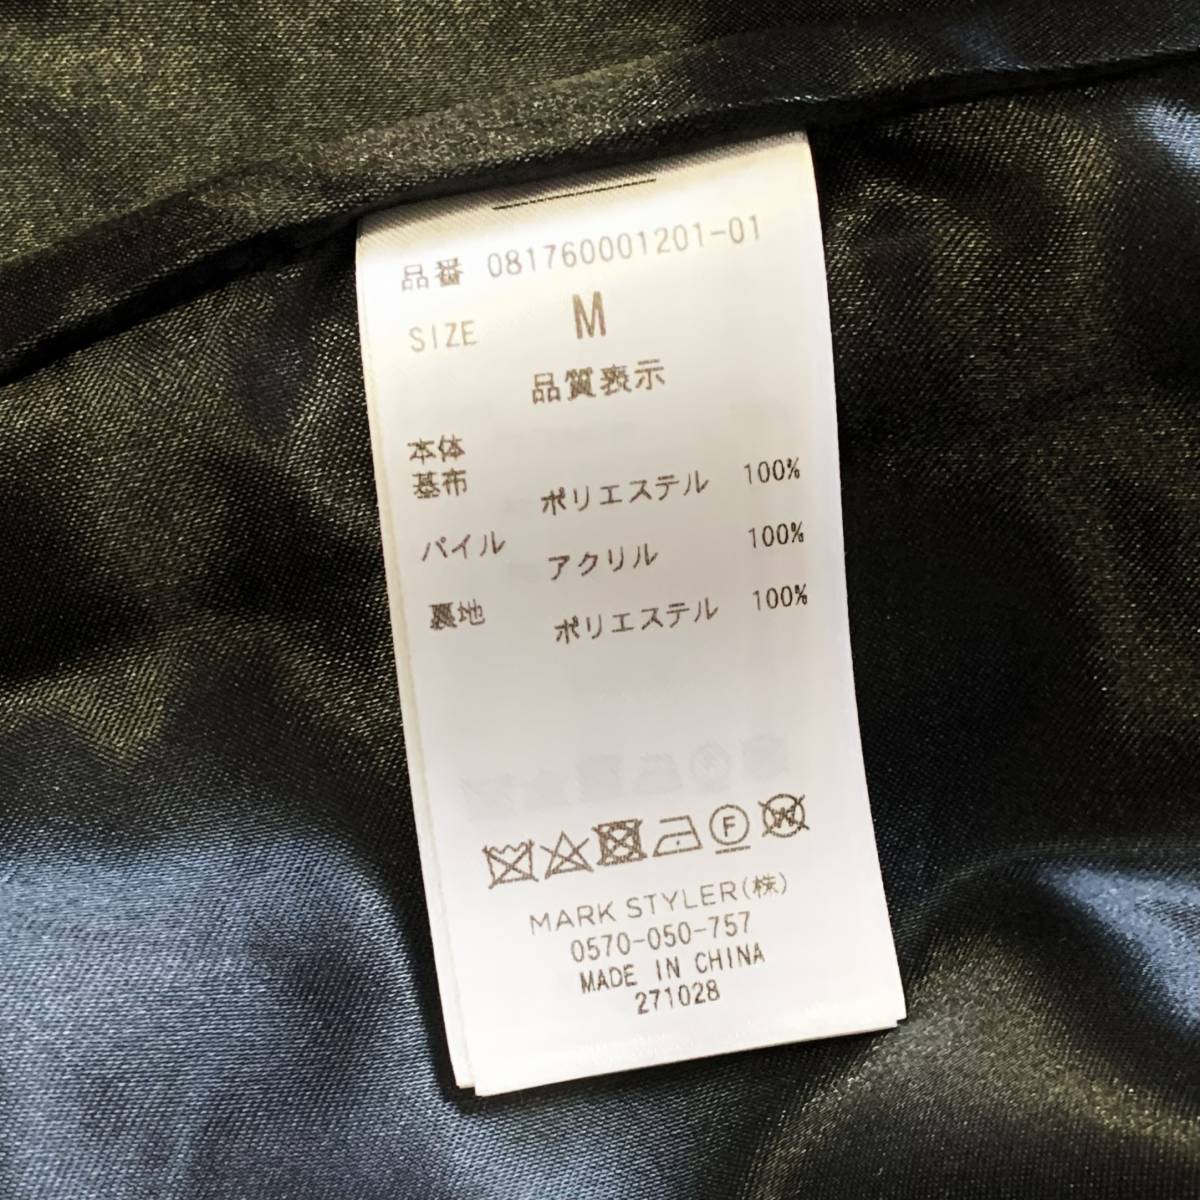 品番 081760001201-01
SIZE M
品質表示
本体
基布 ポリエステル 100%
パイル アクリル 100%
裏地 ポリエステル 100%
F W
MARK STYLER(株)
0570-050-757
MADE IN CHINA
271028